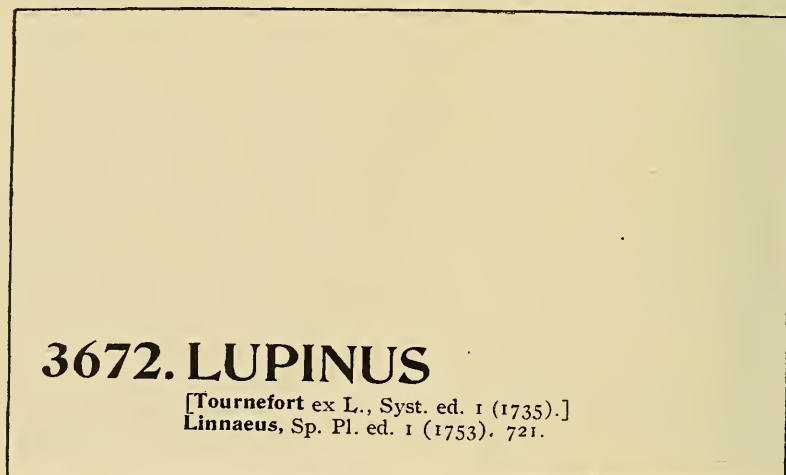 3672. LUPINUS
[Tournefort ex L., Syst. ed. 1 (1735).]
Linnaeus, Sp. Pl. ed. 1 (1753). 721.